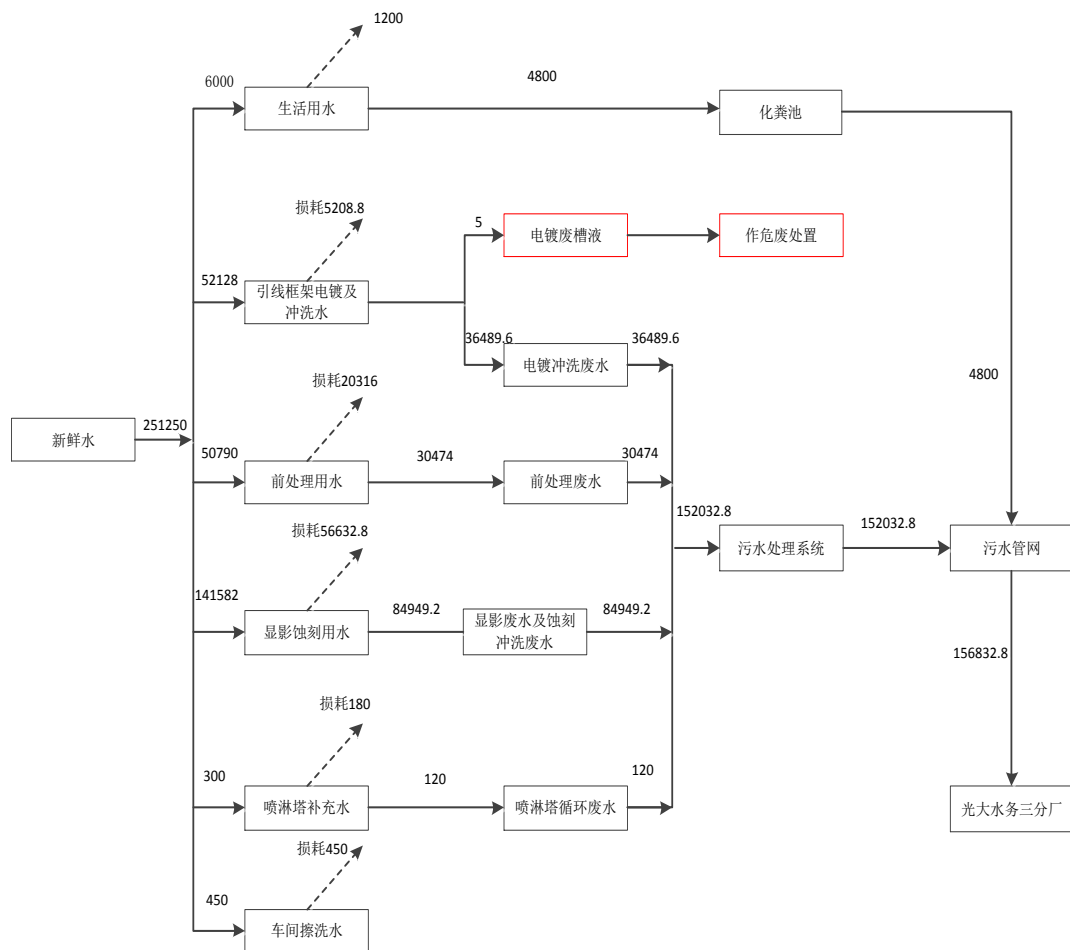 1200
6000
4800
生活用水
化粪池
损耗5208.8
5
电镀废槽液
作危废处置
52128
引线框架电镀及
冲洗水
36489.6
36489.6
电镀冲洗废水
损耗20316
4800
251250
新鲜水
50790
30474
30474
前处理用水
前处理废水
损耗56632.8
152032.8
152032.8
污水处理系统
污水管网
141582
84949.2
84949.2
显影蚀刻用水
显影废水及蚀刻
冲洗废水
156832.8
损耗180
300
120
120
喷淋塔补充水
喷淋塔循环废水
光大水务三分厂
损耗450
450
车间擦洗水